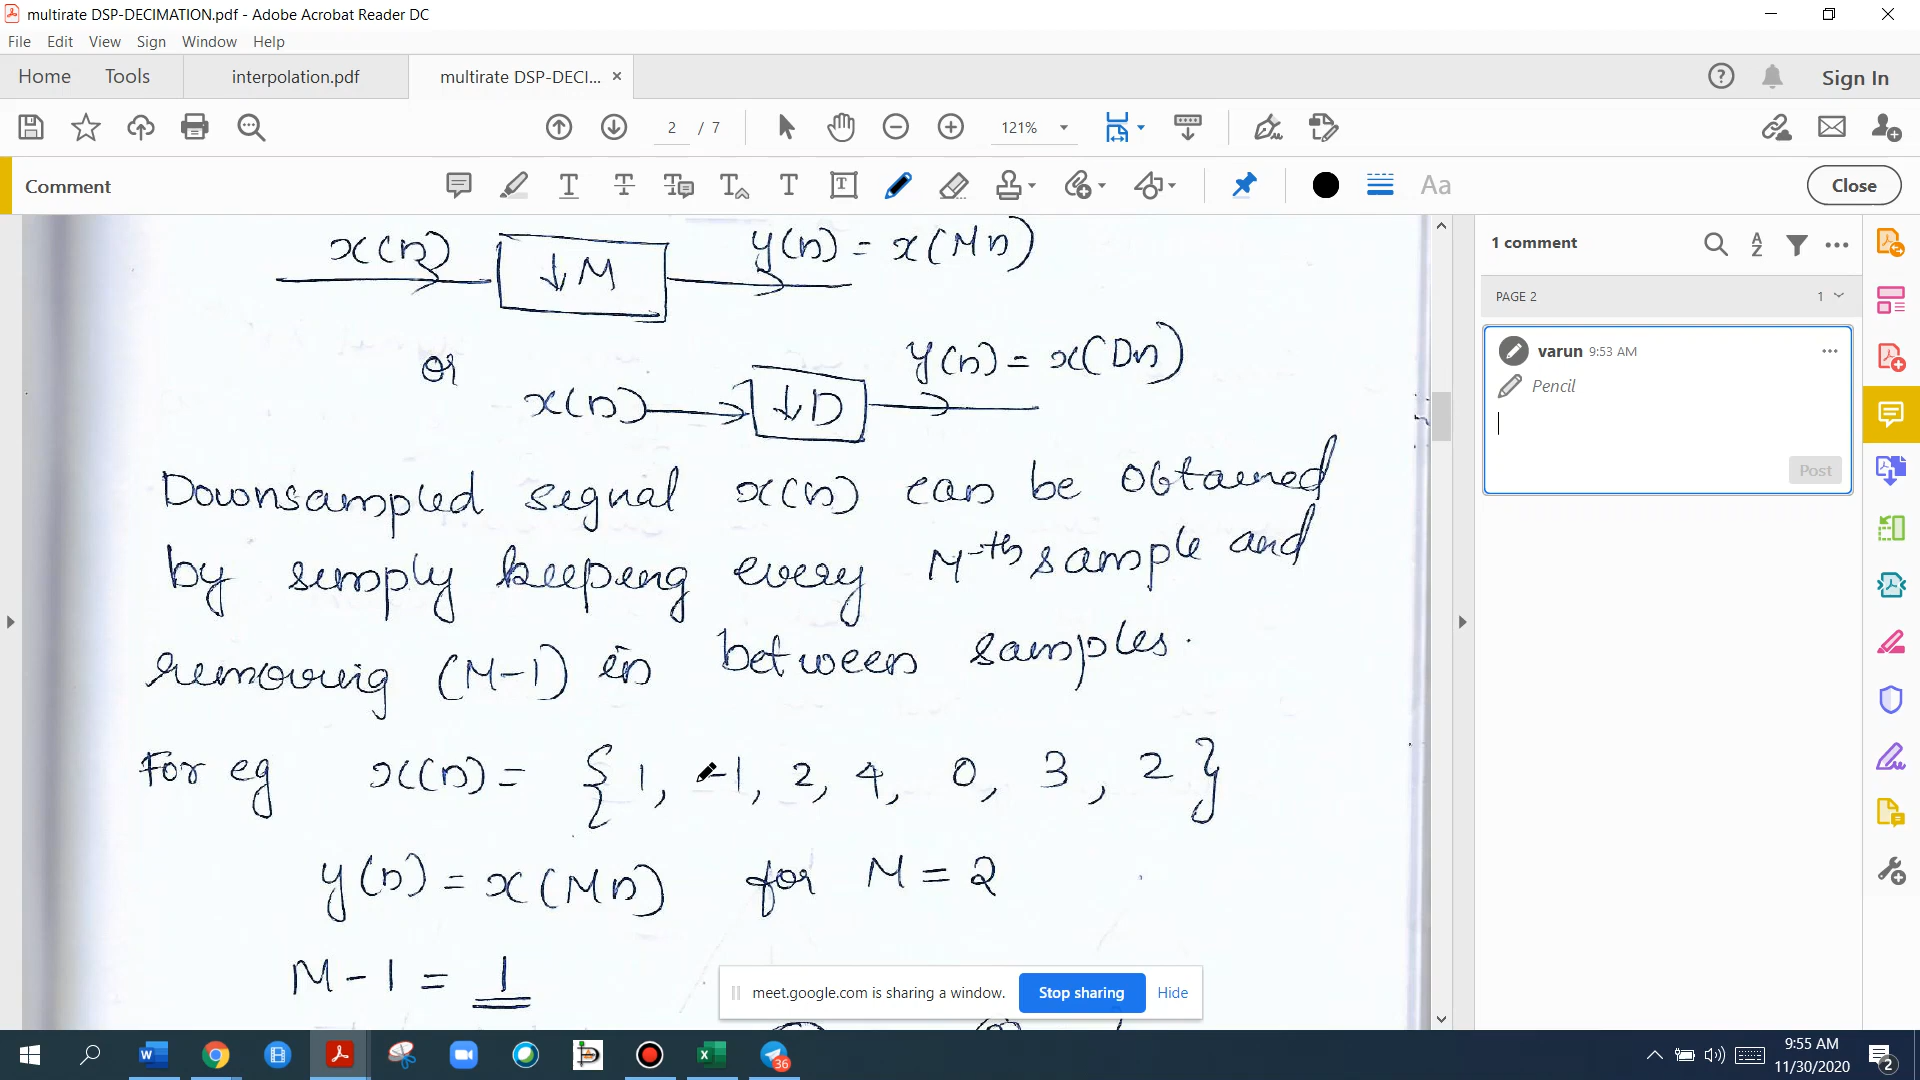 multirate DSP-DECIMATION.pdf - Adobe Acrobat Reader DC
File Edit View Sign Window Help
Home Tools interpolation.pdf multirate DSP-DECI... × Sign In
2 / 7 121%
Comment Aa Close
x(n) ↓M y(n) = x(Mn)
or
x(n) ↓D y(n) = x(Dn)
Downsampled signal x(n) can be obtained
by simply keeping every M-th sample and
removing (M-1) in between samples.
For eg x(n) = { 1, -1, 2, 4, 0, 3, 2 }
y(n) = x(Mn) for M = 2
M - 1 = 1
1 comment
PAGE 2 1
varun 9:53 AM
Pencil
Post
meet.google.com is sharing a window. Stop sharing Hide
36
9:55 AM
11/30/2020
2